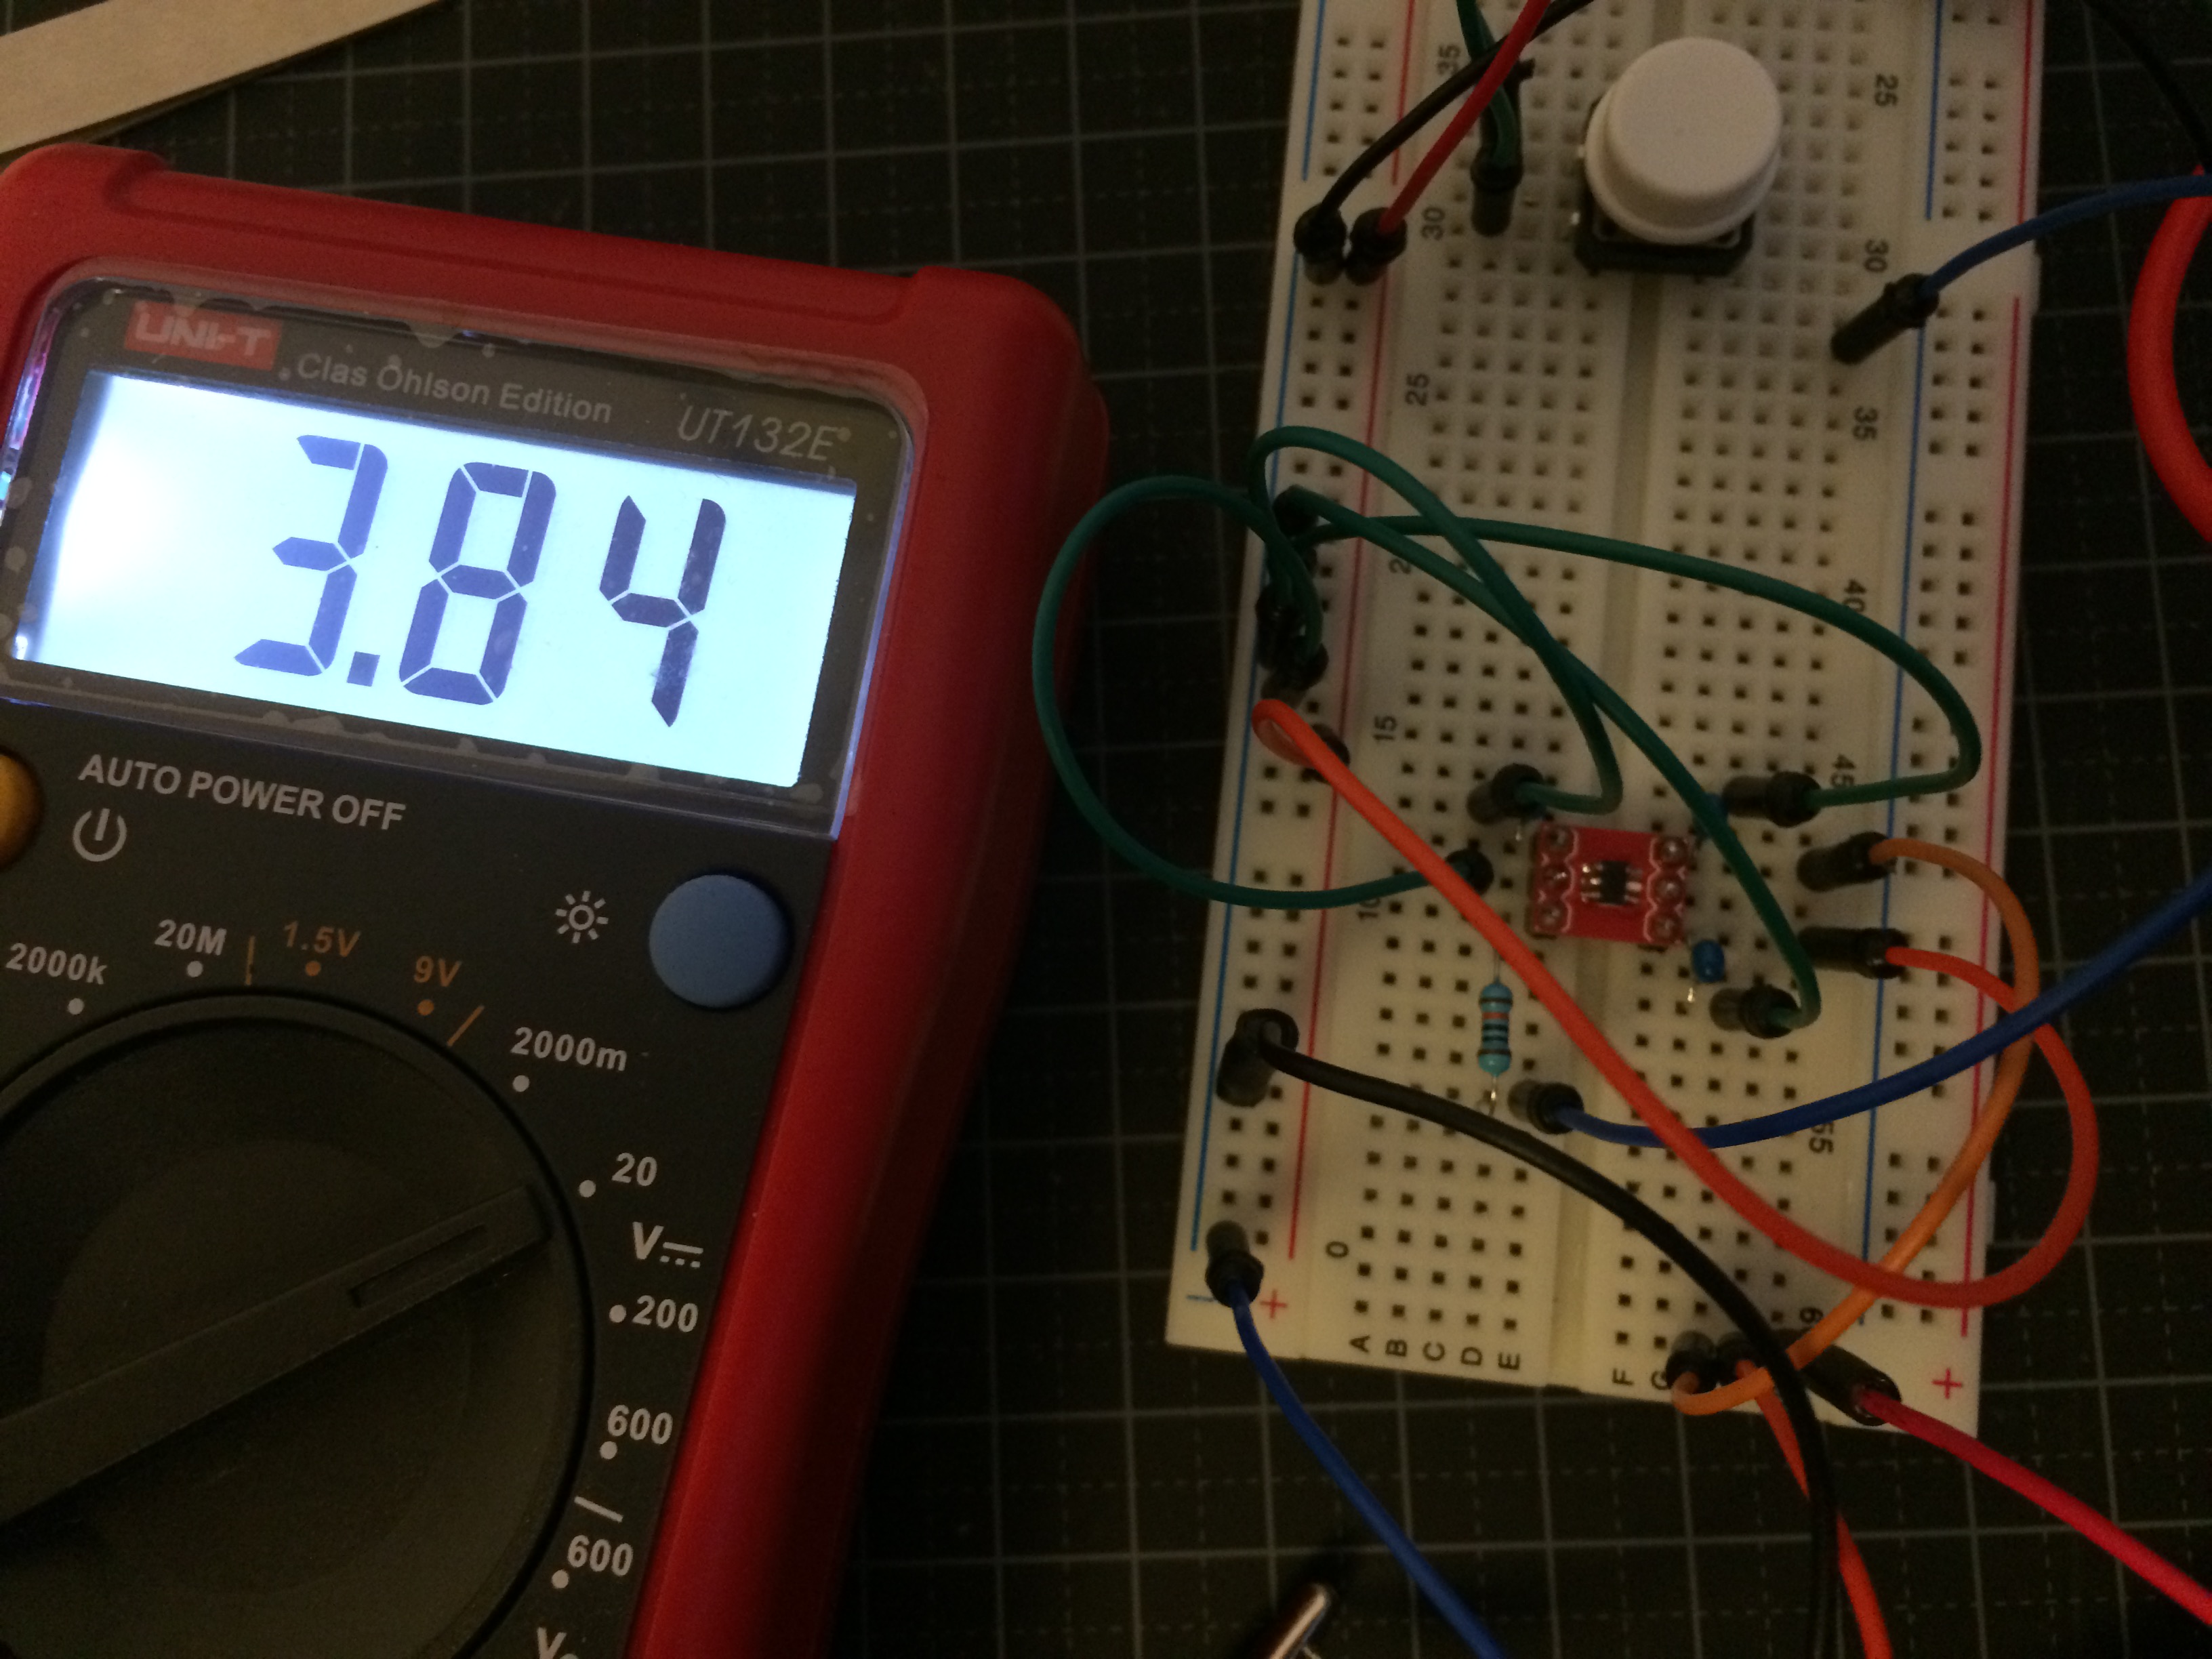 UNI-T
Clas Ohlson Edition
UT132E
3.84
AUTO POWER OFF
2000k
20M
1.5V
9V
2000m
20
V
200
600
600
35
30
25
15
0
A
B
C
D
E
25
30
35
40
45
55
F
G
+
+